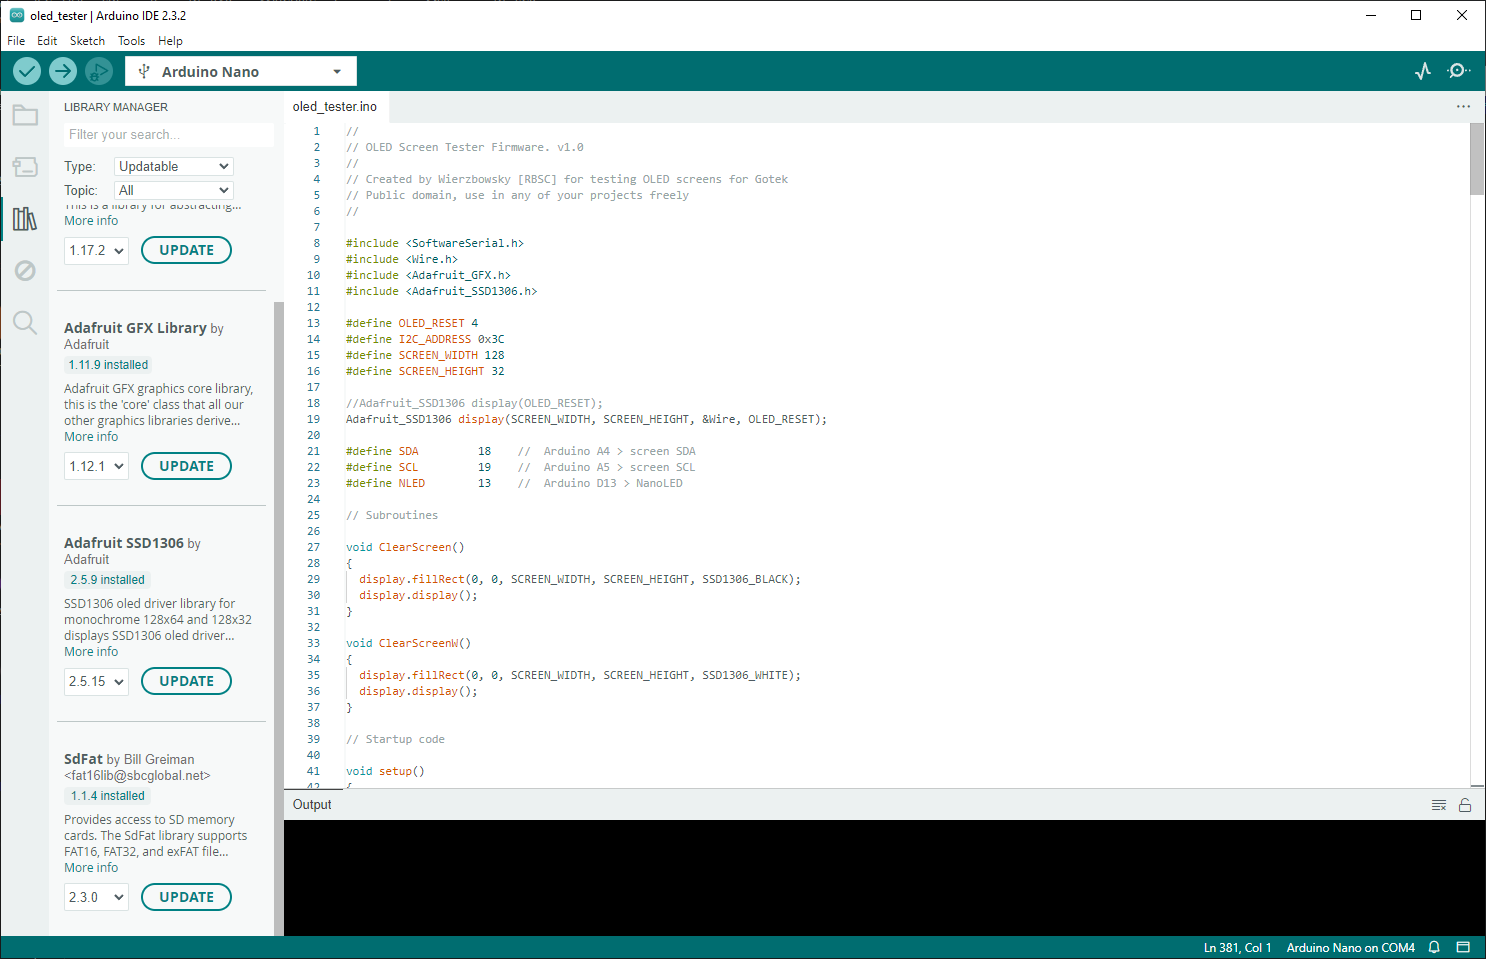 oled_tester | Arduino IDE 2.3.2
File Edit Sketch Tools Help
Arduino Nano
LIBRARY MANAGER
Filter your search...
Type: Updatable
Topic: All
This is a library for abstracting...
More info
1.17.2 UPDATE
Adafruit GFX Library by
Adafruit
1.11.9 installed
Adafruit GFX graphics core library,
this is the 'core' class that all our
other graphics libraries derive...
More info
1.12.1 UPDATE
Adafruit SSD1306 by
Adafruit
2.5.9 installed
SSD1306 oled driver library for
monochrome 128x64 and 128x32
displays SSD1306 oled driver...
More info
2.5.15 UPDATE
SdFat by Bill Greiman
<fat16lib@sbcglobal.net>
1.1.4 installed
Provides access to SD memory
cards. The SdFat library supports
FAT16, FAT32, and exFAT file...
More info
2.3.0 UPDATE
oled_tester.ino
1 //
2 // OLED Screen Tester Firmware. v1.0
3 //
4 // Created by Wierzbowsky [RBSC] for testing OLED screens for Gotek
5 // Public domain, use in any of your projects freely
6 //
7
8 #include <SoftwareSerial.h>
9 #include <Wire.h>
10 #include <Adafruit_GFX.h>
11 #include <Adafruit_SSD1306.h>
12
13 #define OLED_RESET 4
14 #define I2C_ADDRESS 0x3C
15 #define SCREEN_WIDTH 128
16 #define SCREEN_HEIGHT 32
17
18 //Adafruit_SSD1306 display(OLED_RESET);
19 Adafruit_SSD1306 display(SCREEN_WIDTH, SCREEN_HEIGHT, &Wire, OLED_RESET);
20
21 #define SDA 18 // Arduino A4 > screen SDA
22 #define SCL 19 // Arduino A5 > screen SCL
23 #define NLED 13 // Arduino D13 > NanoLED
24
25 // Subroutines
26
27 void ClearScreen()
28 {
29 display.fillRect(0, 0, SCREEN_WIDTH, SCREEN_HEIGHT, SSD1306_BLACK);
30 display.display();
31 }
32
33 void ClearScreenW()
34 {
35 display.fillRect(0, 0, SCREEN_WIDTH, SCREEN_HEIGHT, SSD1306_WHITE);
36 display.display();
37 }
38
39 // Startup code
40
41 void setup()
42 {
Output
Ln 381, Col 1 Arduino Nano on COM4